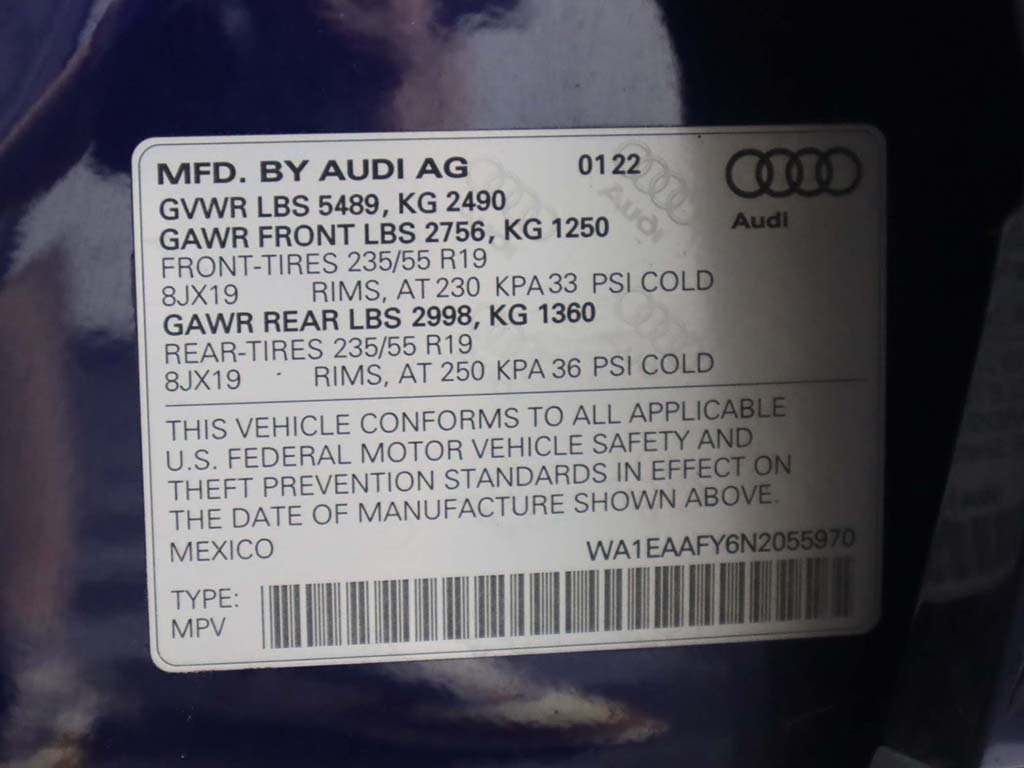 MFD. BY AUDI AG 0122
Audi
GVWR LBS 5489, KG 2490
GAWR FRONT LBS 2756, KG 1250
FRONT-TIRES 235/55 R19
8JX19 RIMS, AT 230 KPA 33 PSI COLD
GAWR REAR LBS 2998, KG 1360
REAR-TIRES 235/55 R19
8JX19 RIMS, AT 250 KPA 36 PSI COLD
THIS VEHICLE CONFORMS TO ALL APPLICABLE
U.S. FEDERAL MOTOR VEHICLE SAFETY AND
THEFT PREVENTION STANDARDS IN EFFECT ON
THE DATE OF MANUFACTURE SHOWN ABOVE.
MEXICO WA1EAAFY6N2055970
TYPE:
MPV